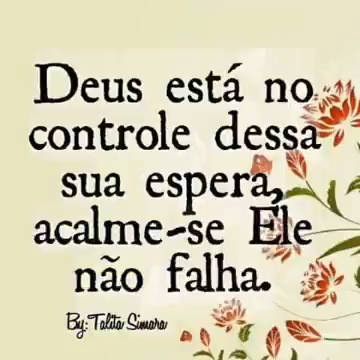 Deus está no
controle dessa
sua espera,
acalme-se Ele
não falha.
By: Talita Simara